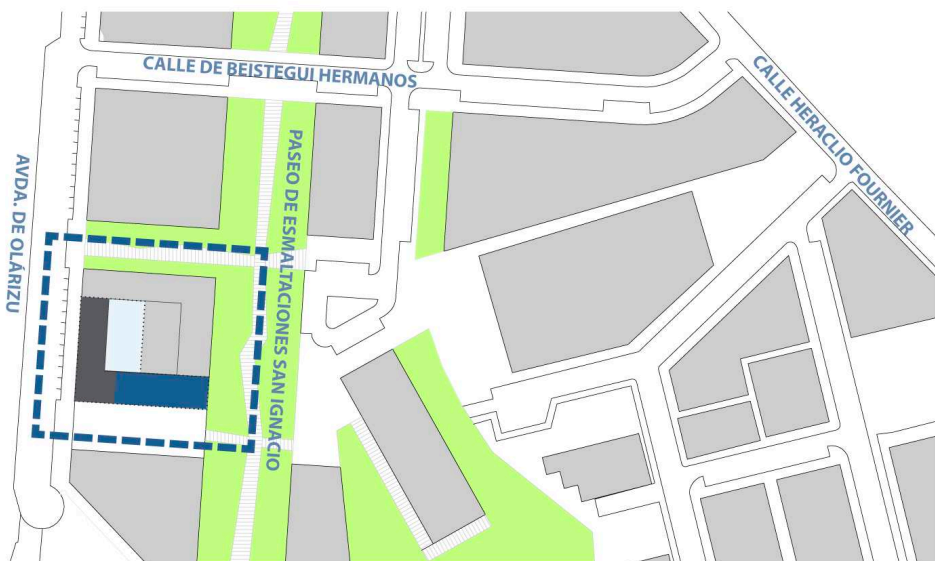 CALLE DE BEISTEGUI HERMANOS
CALLE HERACLIO FOURNIER
PASEO DE ESMALTACIONES SAN IGNACIO
AVDA. DE OLÁRIZU